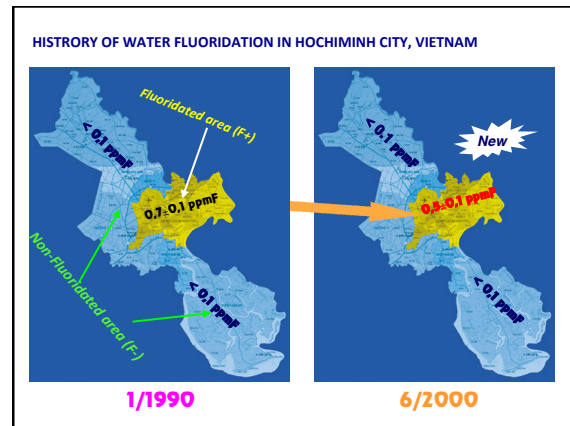 HISTRORY OF WATER FLUORIDATION IN HOCHIMINH CITY, VIETNAM
Fluoridated area (F+)
< 0,1 ppmF
0,7±0,1 ppmF
Non-Fluoridated area (F-)
< 0,1 ppmF
1/1990
New
< 0,1 ppmF
0,5±0,1 ppmF
< 0,1 ppmF
6/2000